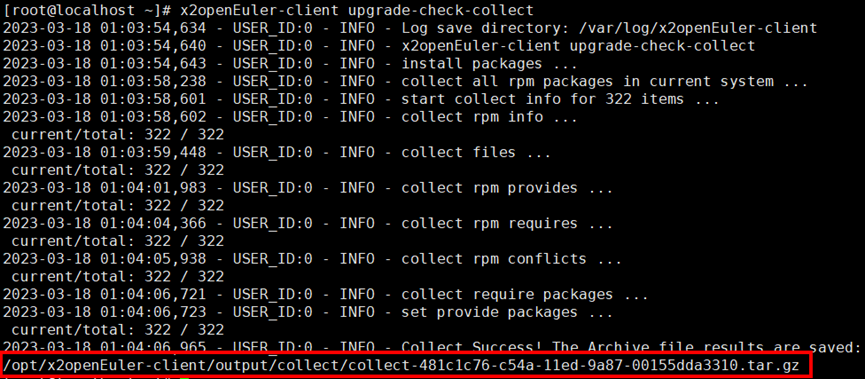 [root@localhost ~]# x2openEuler-client upgrade-check-collect
2023-03-18 01:03:54,634 - USER_ID:0 - INFO - Log save directory: /var/log/x2openEuler-client
2023-03-18 01:03:54,640 - USER_ID:0 - INFO - x2openEuler-client upgrade-check-collect
2023-03-18 01:03:54,643 - USER_ID:0 - INFO - install packages ...
2023-03-18 01:03:58,238 - USER_ID:0 - INFO - collect all rpm packages in current system ...
2023-03-18 01:03:58,601 - USER_ID:0 - INFO - start collect info for 322 items ...
2023-03-18 01:03:58,602 - USER_ID:0 - INFO - collect rpm info ...
current/total: 322 / 322
2023-03-18 01:03:59,448 - USER_ID:0 - INFO - collect files ...
current/total: 322 / 322
2023-03-18 01:04:01,983 - USER_ID:0 - INFO - collect rpm provides ...
current/total: 322 / 322
2023-03-18 01:04:04,366 - USER_ID:0 - INFO - collect rpm requires ...
current/total: 322 / 322
2023-03-18 01:04:05,938 - USER_ID:0 - INFO - collect rpm conflicts ...
current/total: 322 / 322
2023-03-18 01:04:06,721 - USER_ID:0 - INFO - collect require packages ...
2023-03-18 01:04:06,723 - USER_ID:0 - INFO - set provide packages ...
current/total: 322 / 322
2023-03-18 01:04:06,965 - USER_ID:0 - INFO - Collect Success! The Archive file results are saved:
/opt/x2openEuler-client/output/collect/collect-481c1c76-c54a-11ed-9a87-00155dda3310.tar.gz